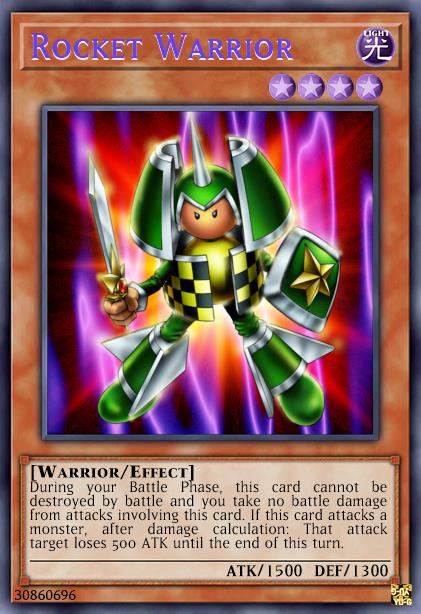 Rocket Warrior
LIGHT
光
[Warrior/Effect]
During your Battle Phase, this card cannot be
destroyed by battle and you take no battle damage
from attacks involving this card. If this card attacks a
monster, after damage calculation: That attack
target loses 500 ATK until the end of this turn.
ATK/1500 DEF/1300
30860696